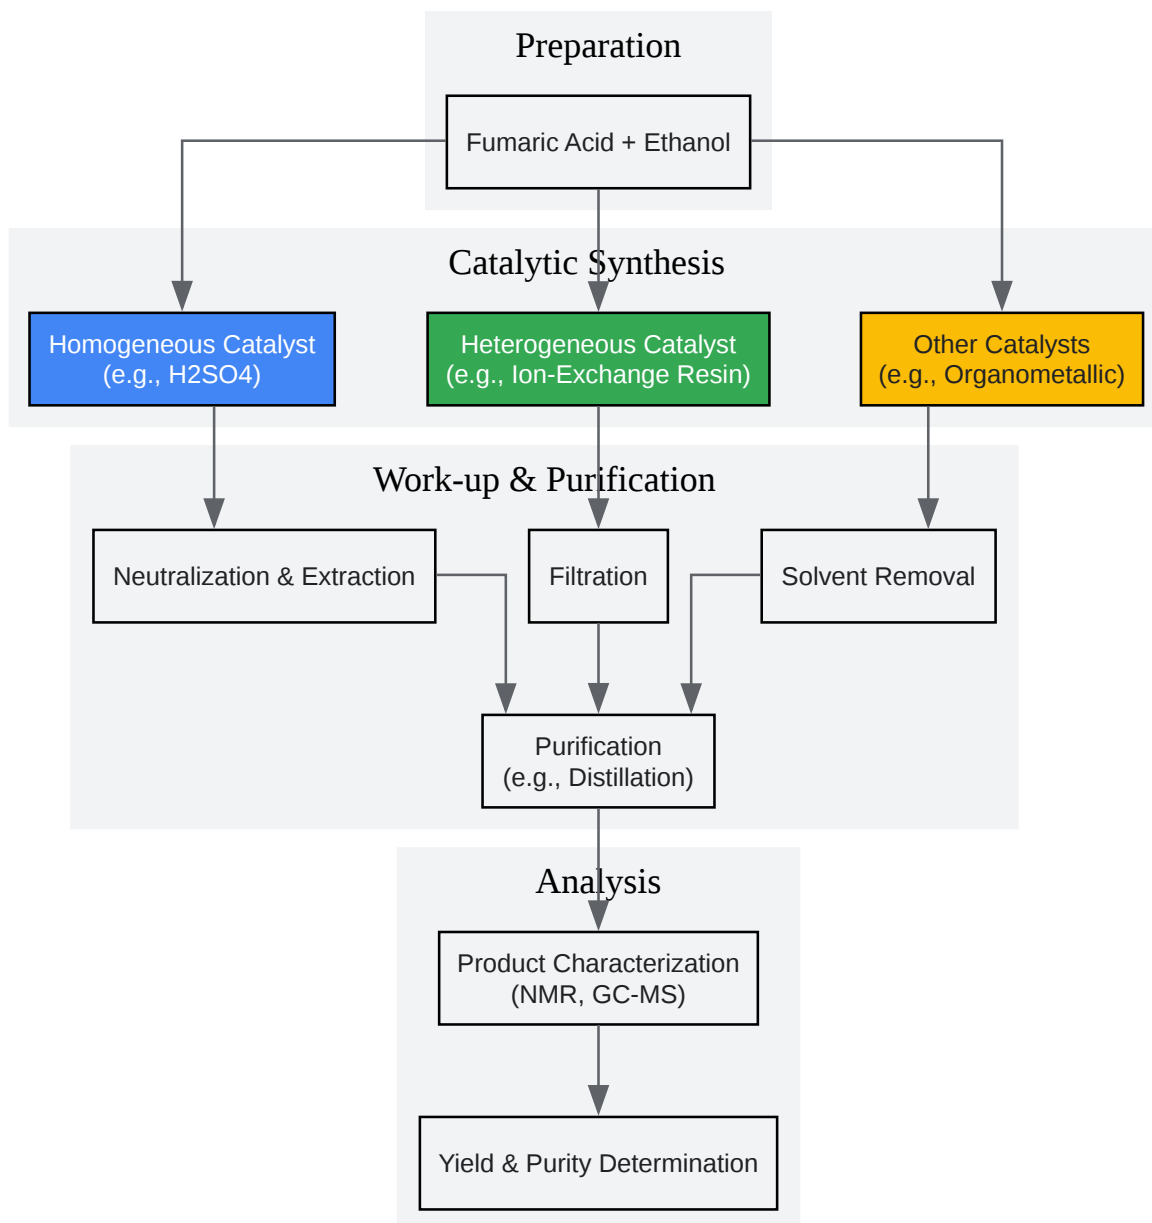 Preparation
Fumaric Acid + Ethanol
Catalytic Synthesis
Homogeneous Catalyst
(e.g., H2SO4)
Heterogeneous Catalyst
(e.g., Ion-Exchange Resin)
Other Catalysts
(e.g., Organometallic)
Work-up & Purification
Neutralization & Extraction
Filtration
Solvent Removal
Purification
(e.g., Distillation)
Analysis
Product Characterization
(NMR, GC-MS)
Yield & Purity Determination